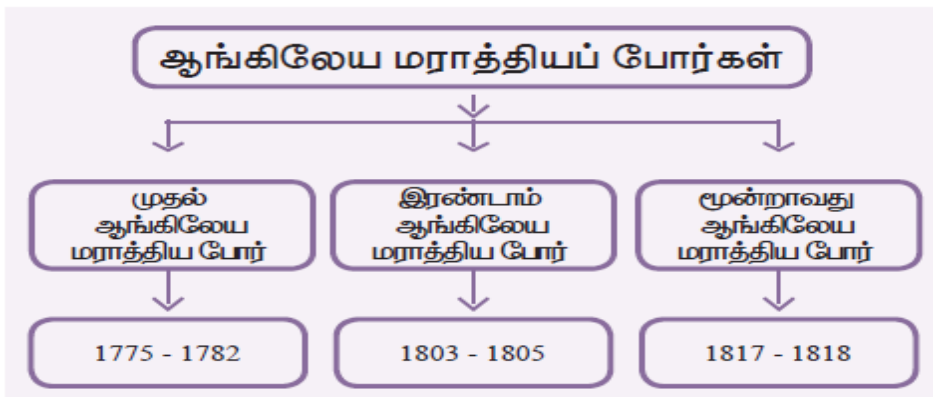 ஆங்கிலேய மராத்தியப் போர்கள்
முதல்
ஆங்கிலேய
மராத்திய போர்
இரண்டாம்
ஆங்கிலேய
மராத்திய போர்
மூன்றாவது
ஆங்கிலேய
மராத்திய போர்
1775 - 1782
1803 - 1805
1817 - 1818